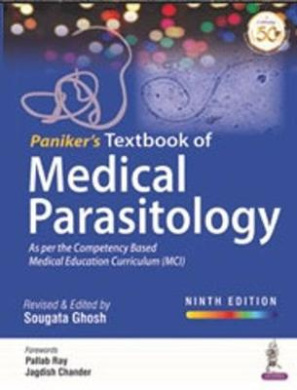 50
Paniker's Textbook of
Medical
Parasitology
As per the Competency Based
Medical Education Curriculum (MCI)
Revised & Edited by
Sougata Ghosh
NINTH EDITION
Forewords
Pallab Ray
Jagdish Chander